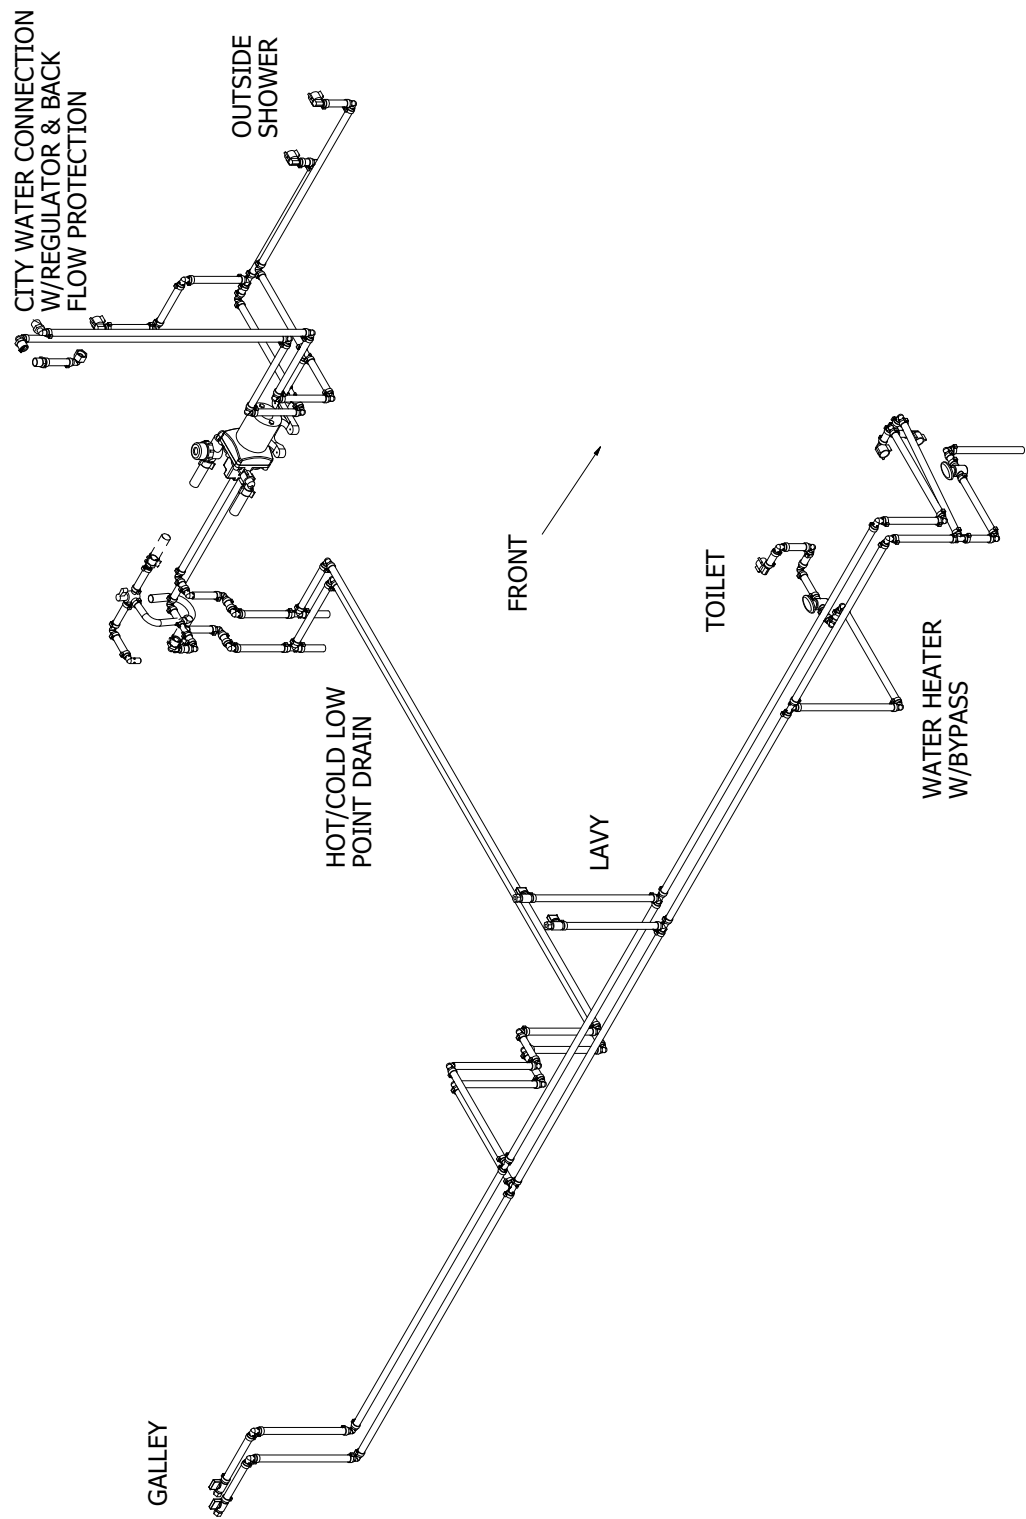 CITY WATER CONNECTION
W/REGULATOR & BACK
FLOW PROTECTION
OUTSIDE
SHOWER
FRONT
HOT/COLD LOW
POINT DRAIN
TOILET
WATER HEATER
W/BYPASS
LAVY
GALLEY